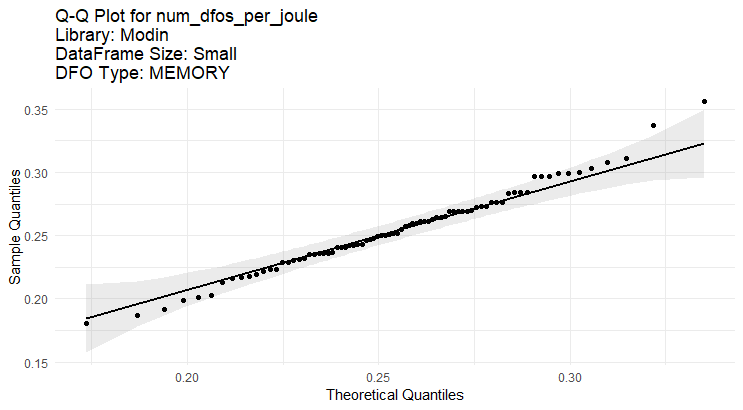 Q-Q Plot for num_dfos_per_joule
Library: Modin
DataFrame Size: Small
DFO Type: MEMORY
0.35
0.30
0.25
0.20
0.15
Sample Quantiles
0.20 0.25 0.30
Theoretical Quantiles